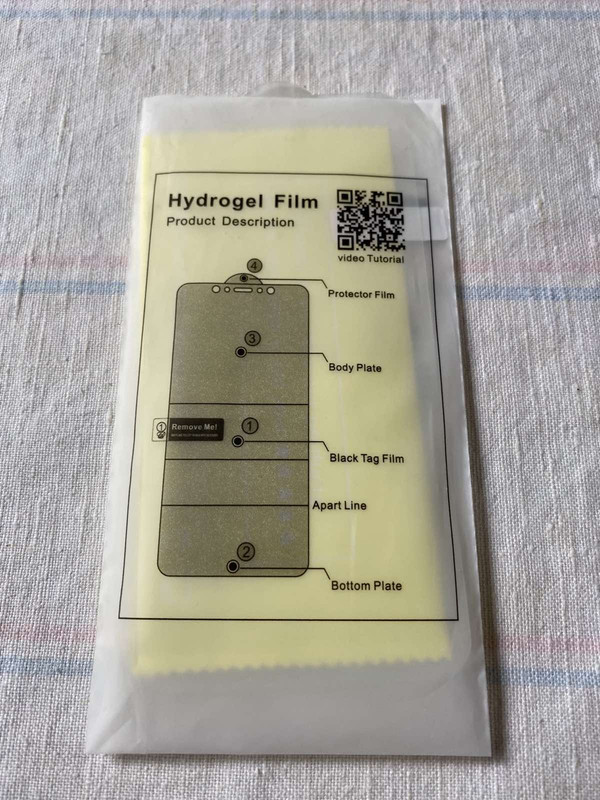 Hydrogel Film
Product Description
video Tutorial
4
Protector Film
3
Body Plate
1
Remove Me!
1
Black Tag Film
Apart Line
2
Bottom Plate